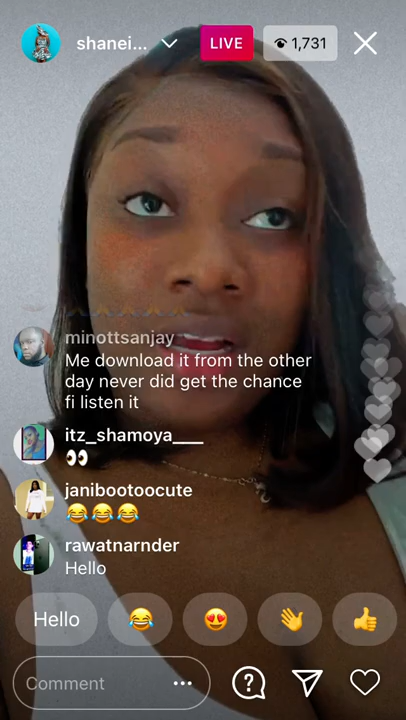 shanei...
LIVE
1,731
minottsanjay
Me download it from the other
day never did get the chance
fi listen it
itz_shamoya____
👀
janibootoocute
😂😂😂
rawatnarnder
Hello
Hello 😂 😍 👋 👍
Comment